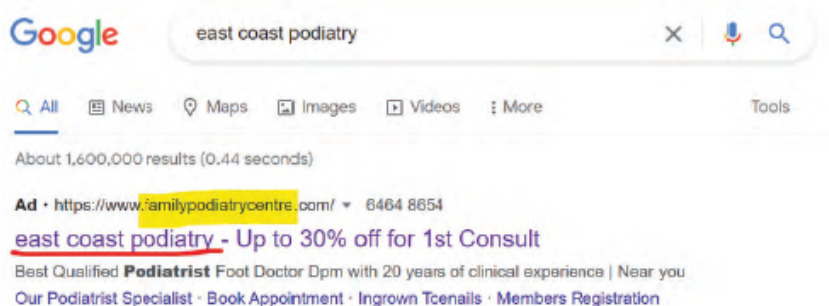 Google
east coast podiatry
All News Maps Images Videos More Tools
About 1,600,000 results (0.44 seconds)
Ad · https://www.familypodiatrycentre.com/ 6464 8654
east coast podiatry - Up to 30% off for 1st Consult
Best Qualified Podiatrist Foot Doctor Dpm with 20 years of clinical experience | Near you
Our Podiatrist Specialist · Book Appointment · Ingrown Toenails · Members Registration